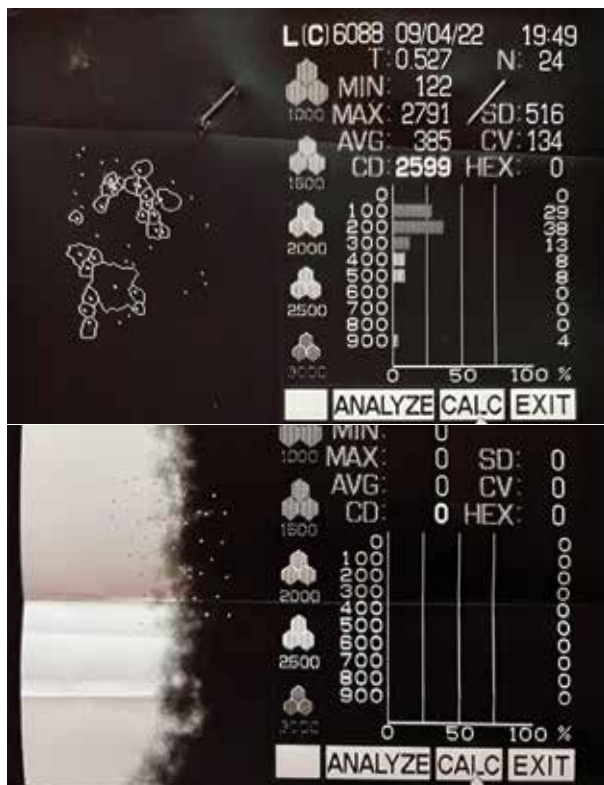 L (C) 6088 09/04/22 19:49
T: 0.527 N: 24
MIN: 122
MAX: 2791 SD: 516
AVG: 385 CV: 134
CD: 2599 HEX: 0
1000
1500
2000
2500
3000
0 0
100 29
200 38
300 13
400 8
500 8
600 0
700 0
800 0
900 4
0 50 100 %
ANALYZE CALC EXIT
MIN: 0
MAX: 0 SD: 0
AVG: 0 CV: 0
CD: 0 HEX: 0
1000
1500
2000
2500
3000
0 0
100 0
200 0
300 0
400 0
500 0
600 0
700 0
800 0
900 0
0 50 100 %
ANALYZE CALC EXIT